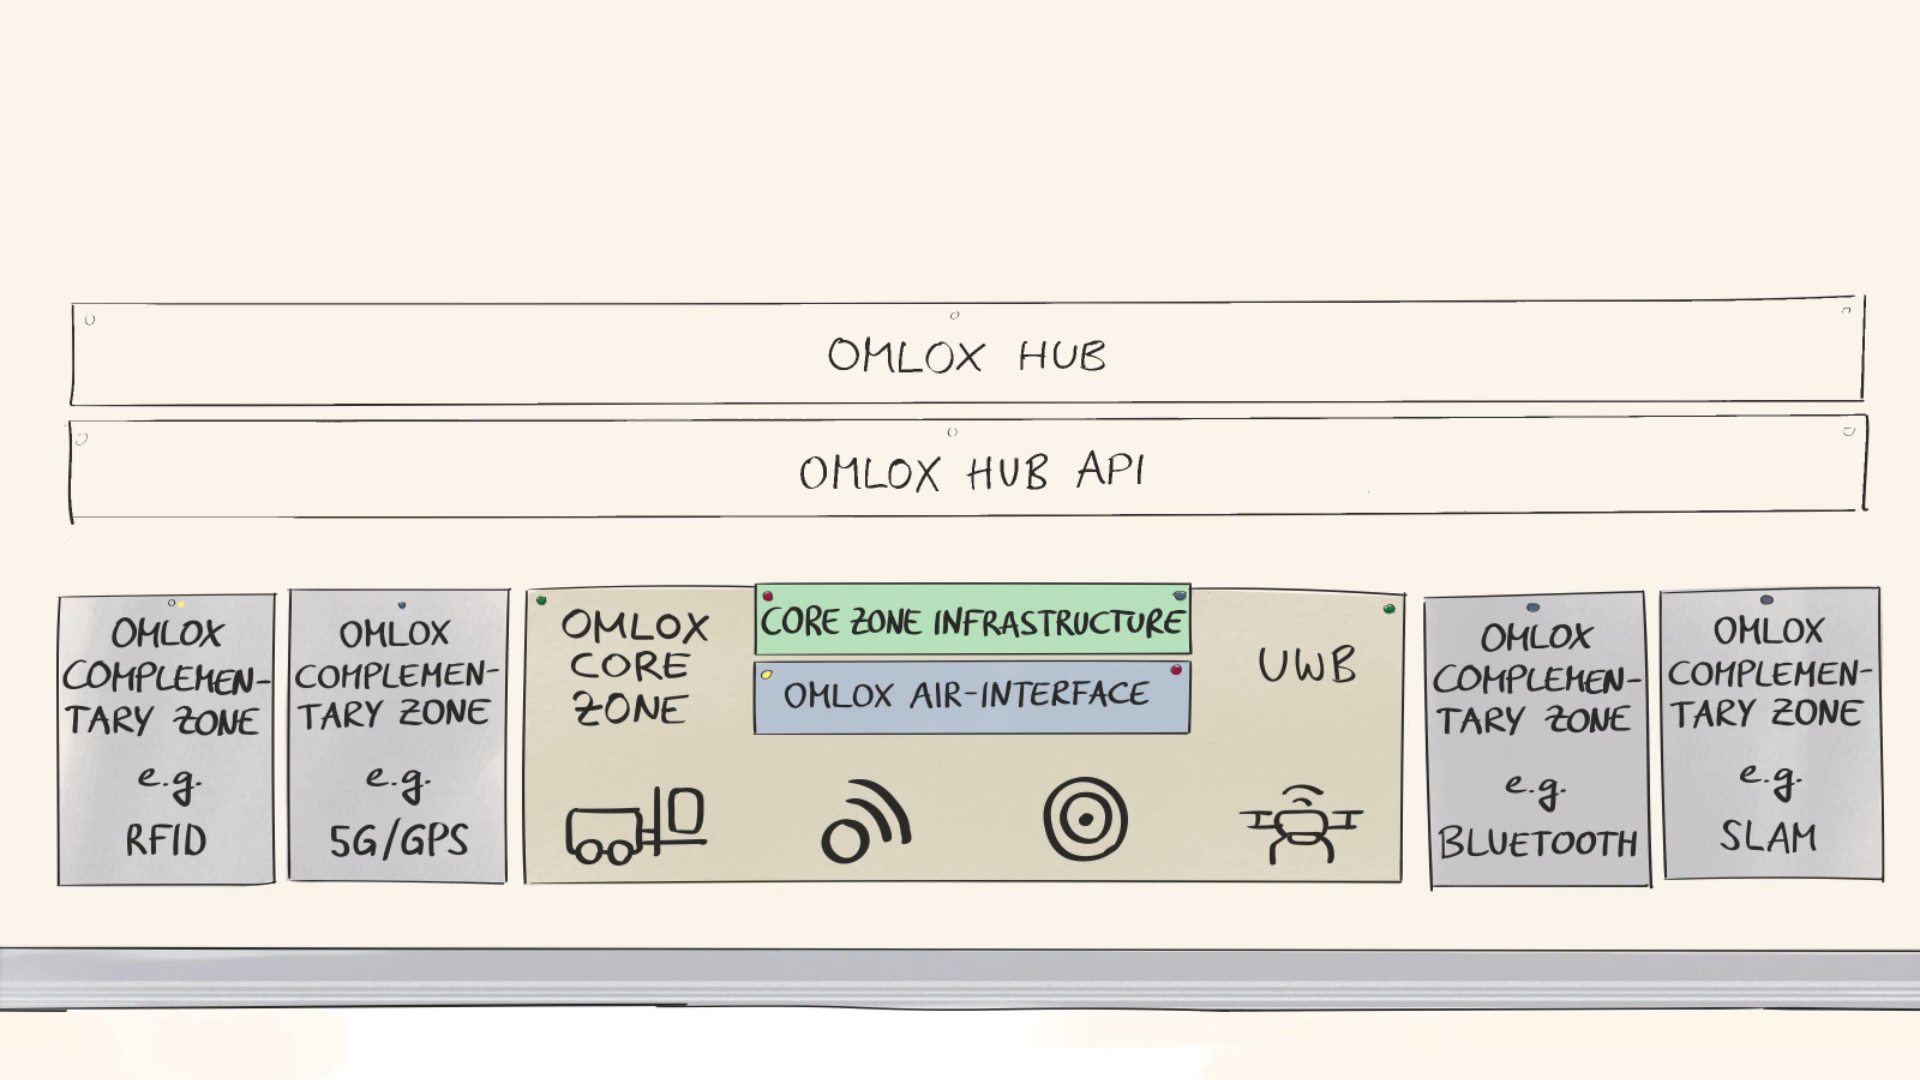 OMLOX HUB
OMLOX HUB API
OMLOX
COMPLEMEN-
TARY ZONE
e.g.
RFID
OMLOX
COMPLEMEN-
TARY ZONE
e.g.
5G/GPS
OMLOX
CORE
ZONE
CORE ZONE INFRASTRUCTURE
OMLOX AIR-INTERFACE
UWB
OMLOX
COMPLEMEN-
TARY ZONE
e.g.
BLUETOOTH
OMLOX
COMPLEMEN-
TARY ZONE
e.g.
SLAM